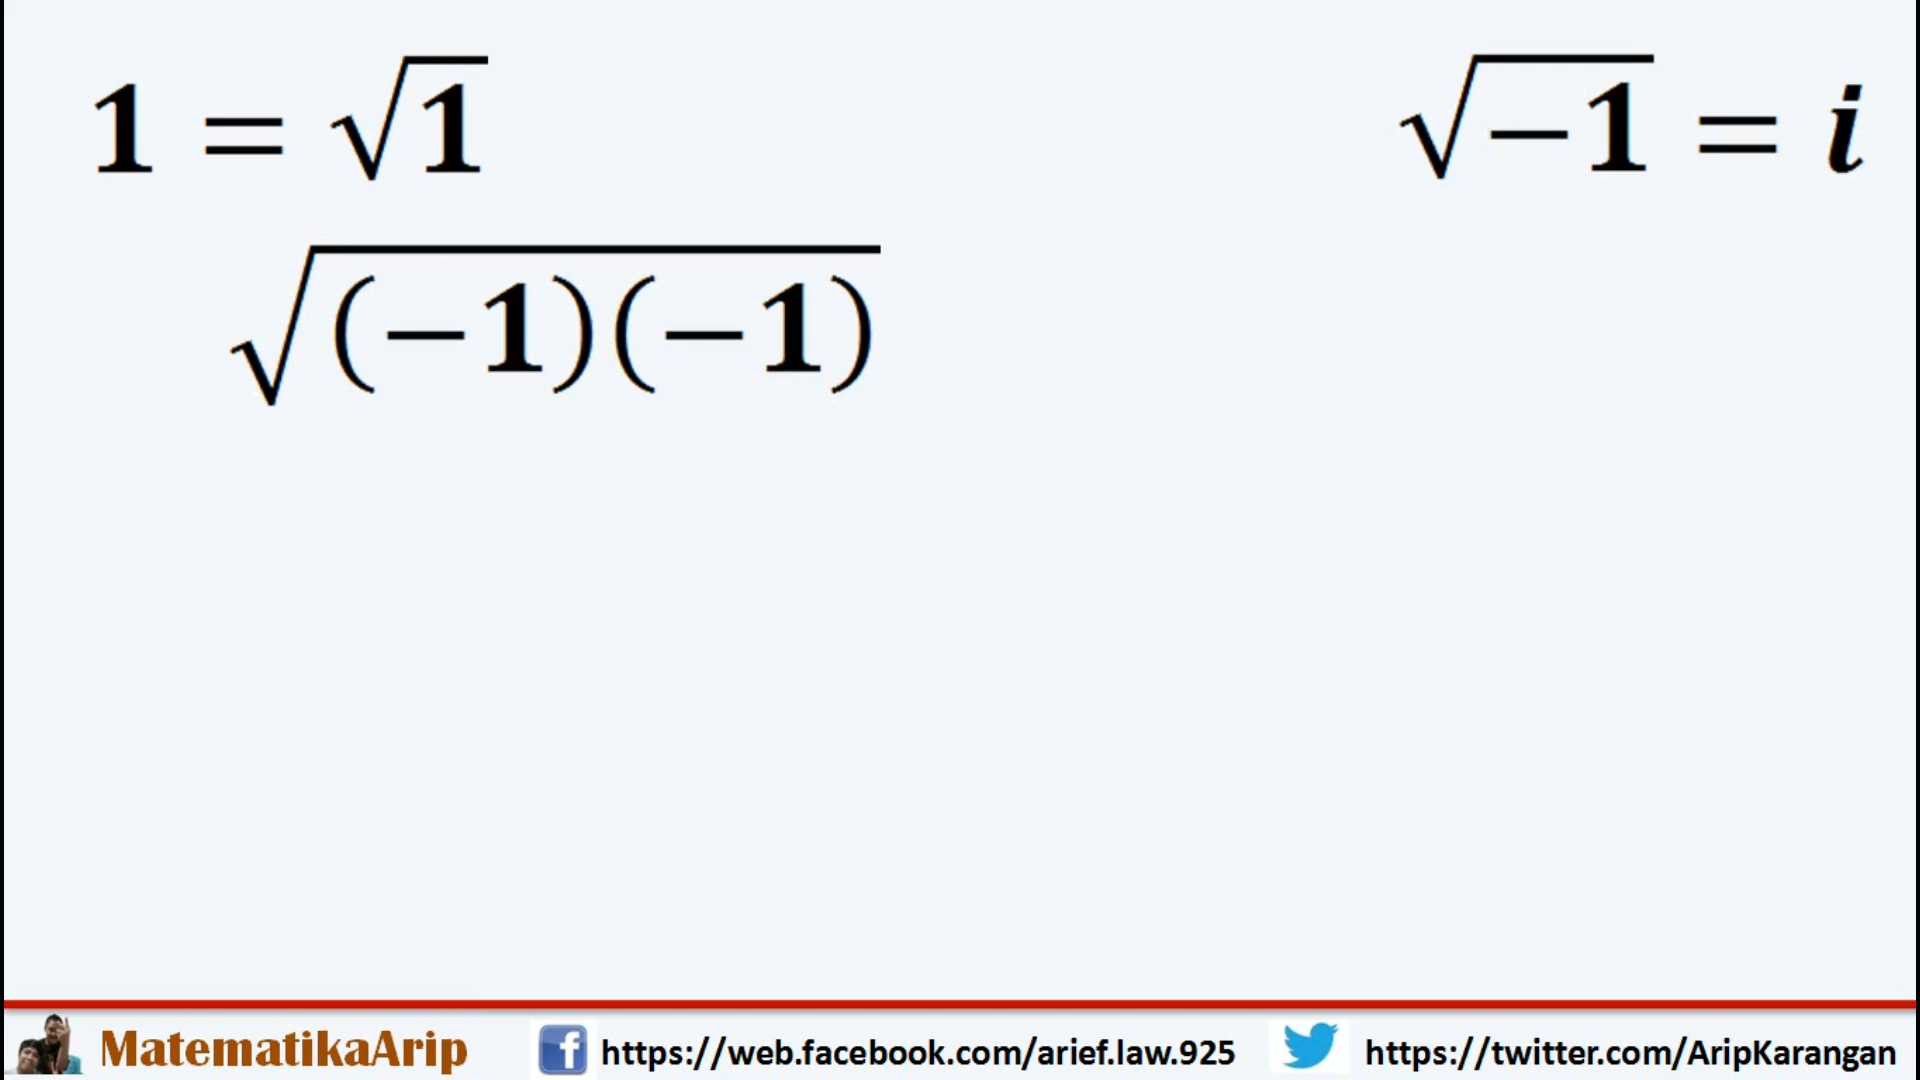 1 = √1
√-1 = i
√(-1)(-1)
MatematikaArip
https://web.facebook.com/arief.law.925
https://twitter.com/AripKarangan